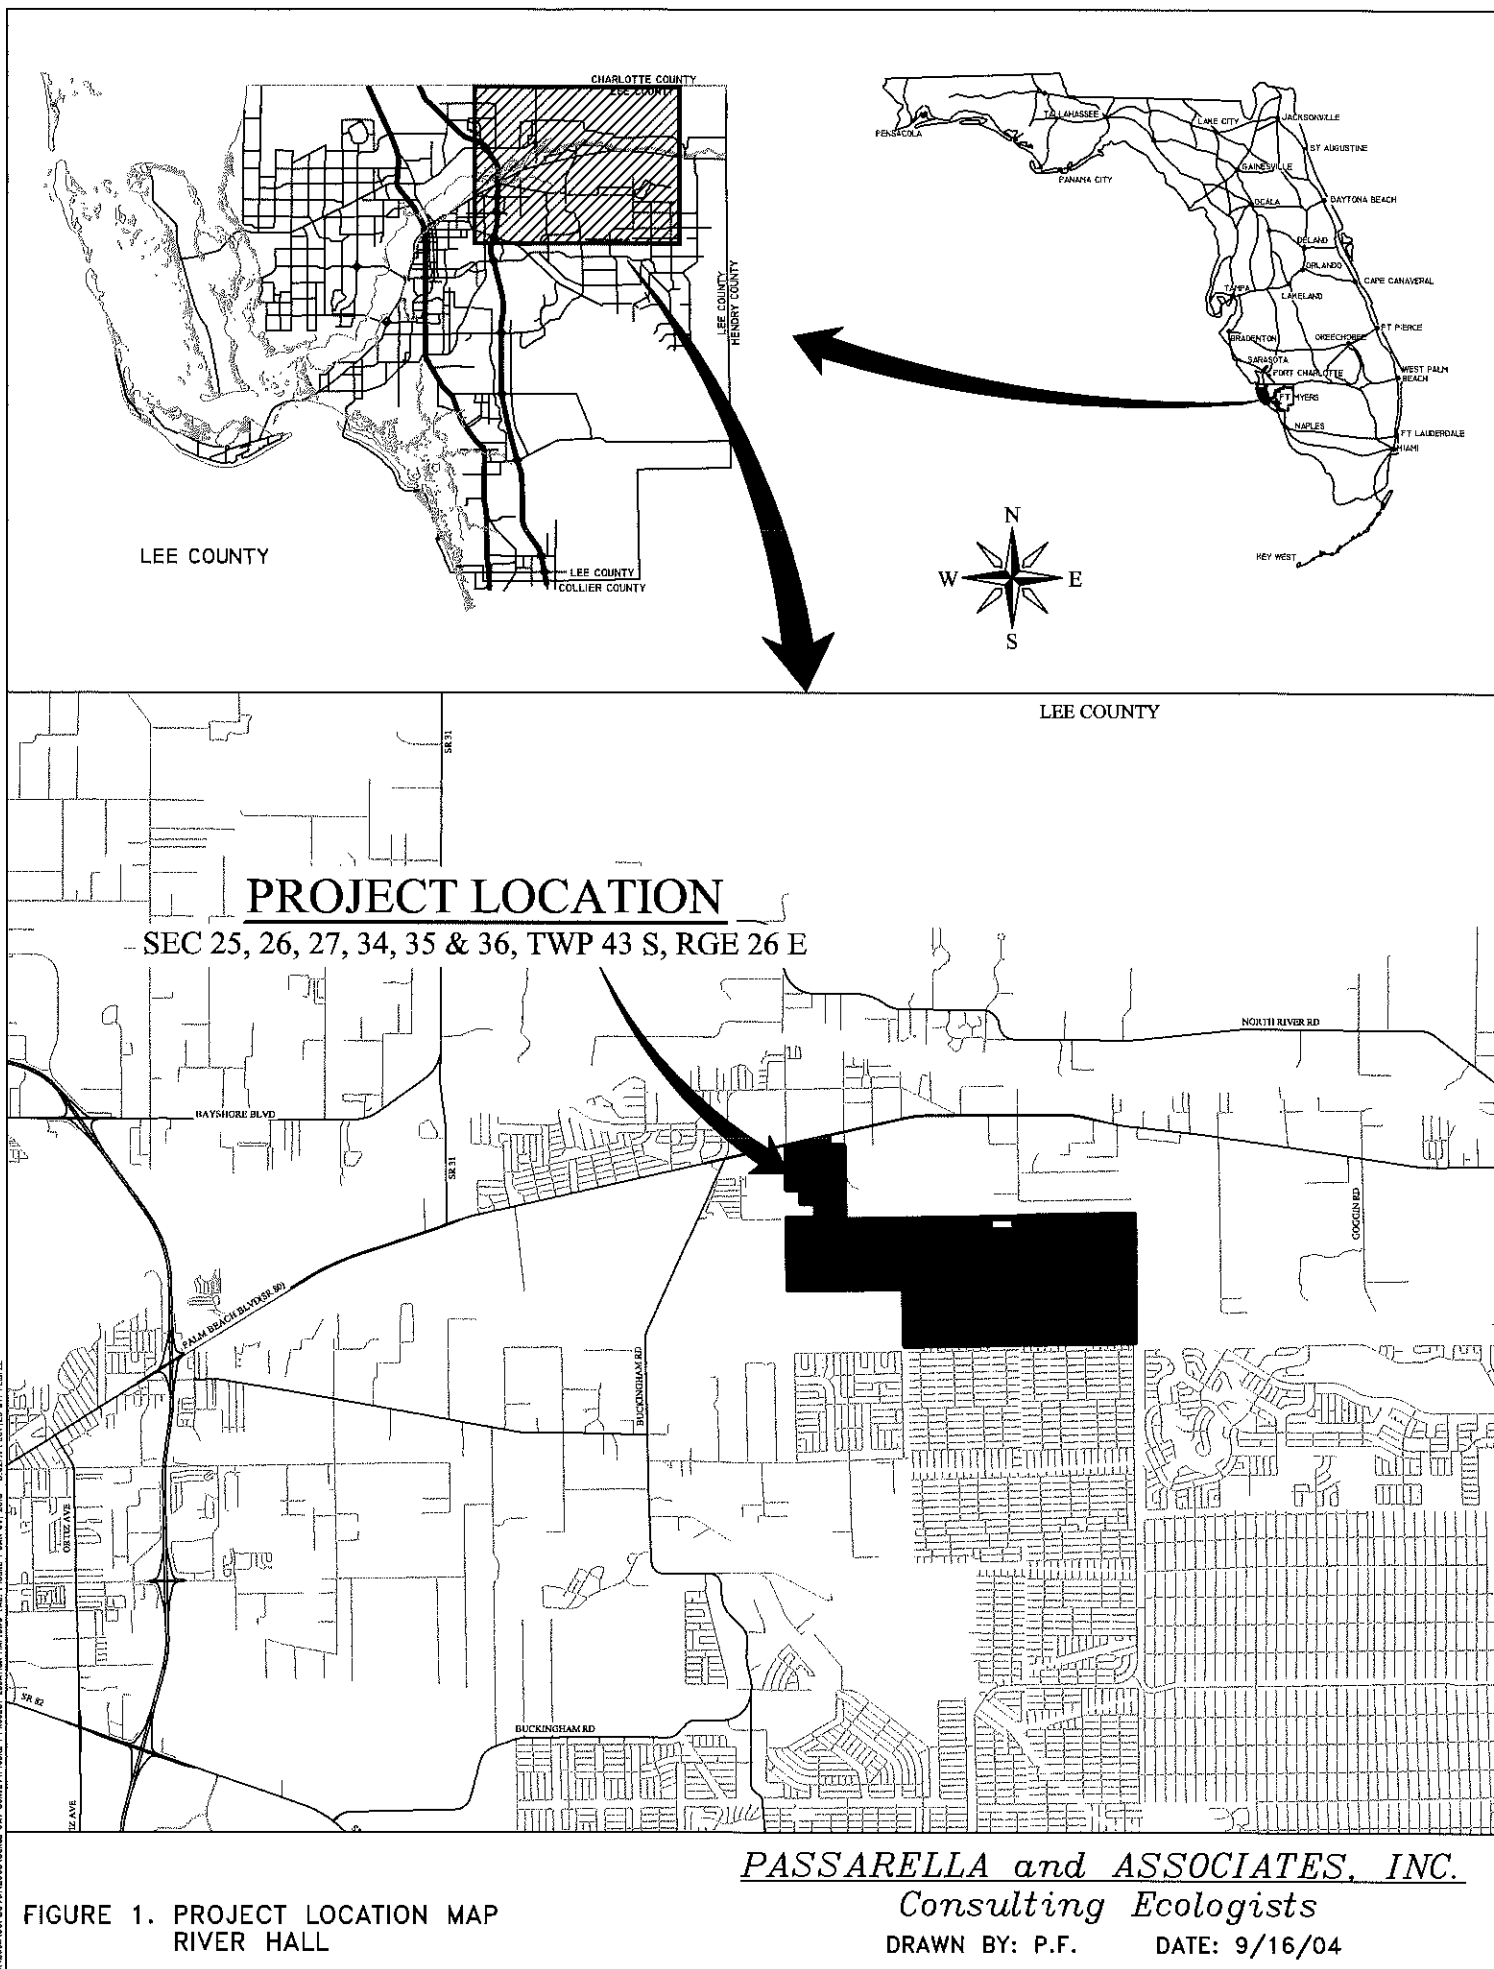 CHARLOTTE COUNTY
LEE COUNTY
LEE COUNTY
HENDRY COUNTY
LEE COUNTY
LEE COUNTY
COLLIER COUNTY
PENSACOLA
TALLAHASSEE
PANAMA CITY
LAKE CITY
JACKSONVILLE
ST AUGUSTINE
GAINESVILLE
OCALA
DAYTONA BEACH
DELAND
ORLANDO
CAPE CANAVERAL
TAMPA
LAKELAND
FT PIERCE
BRADENTON
OKEECHOBEE
SARASOTA
PORT CHARLOTTE
WEST PALM
BEACH
FT MYERS
NAPLES
FT LAUDERDALE
MIAMI
KEY WEST
N
W
E
S
LEE COUNTY
SR 31
PROJECT LOCATION
SEC 25, 26, 27, 34, 35 & 36, TWP 43 S, RGE 26 E
NORTH RIVER RD
BAYSHORE BLVD
SR 31
GOGGIN RD
PALM BEACH BLVD(SR 80)
BUCKINGHAM RD
ORTIZ AVE
SR 82
BUCKINGHAM RD
IZ AVE
PASSARELLA and ASSOCIATES, INC.
Consulting Ecologists
FIGURE 1. PROJECT LOCATION MAP
RIVER HALL
DRAWN BY: P.F.
DATE: 9/16/04